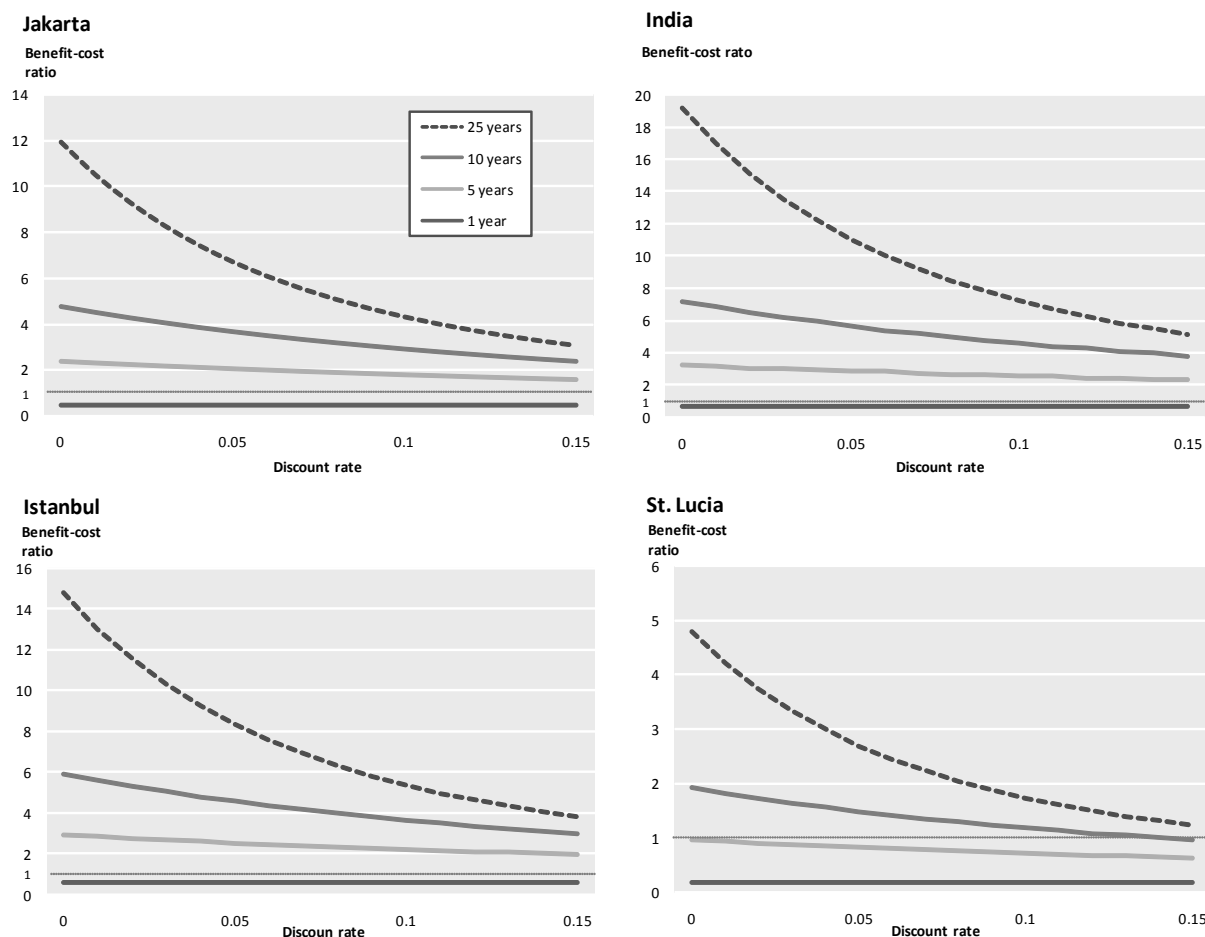 Jakarta
Benefit-cost
ratio
14
12
10
8
6
4
2
1
0
25 years
10 years
5 years
1 year
0 0.05 0.1 0.15
Discount rate
India
Benefit-cost rato
20
18
16
14
12
10
8
6
4
2
1
0
0 0.05 0.1 0.15
Discount rate
Istanbul
Benefit-cost
ratio
16
14
12
10
8
6
4
2
1
0
0 0.05 0.1 0.15
Discoun rate
St. Lucia
Benefit-cost
ratio
6
5
4
3
2
1
0
0 0.05 0.1 0.15
Discount rate